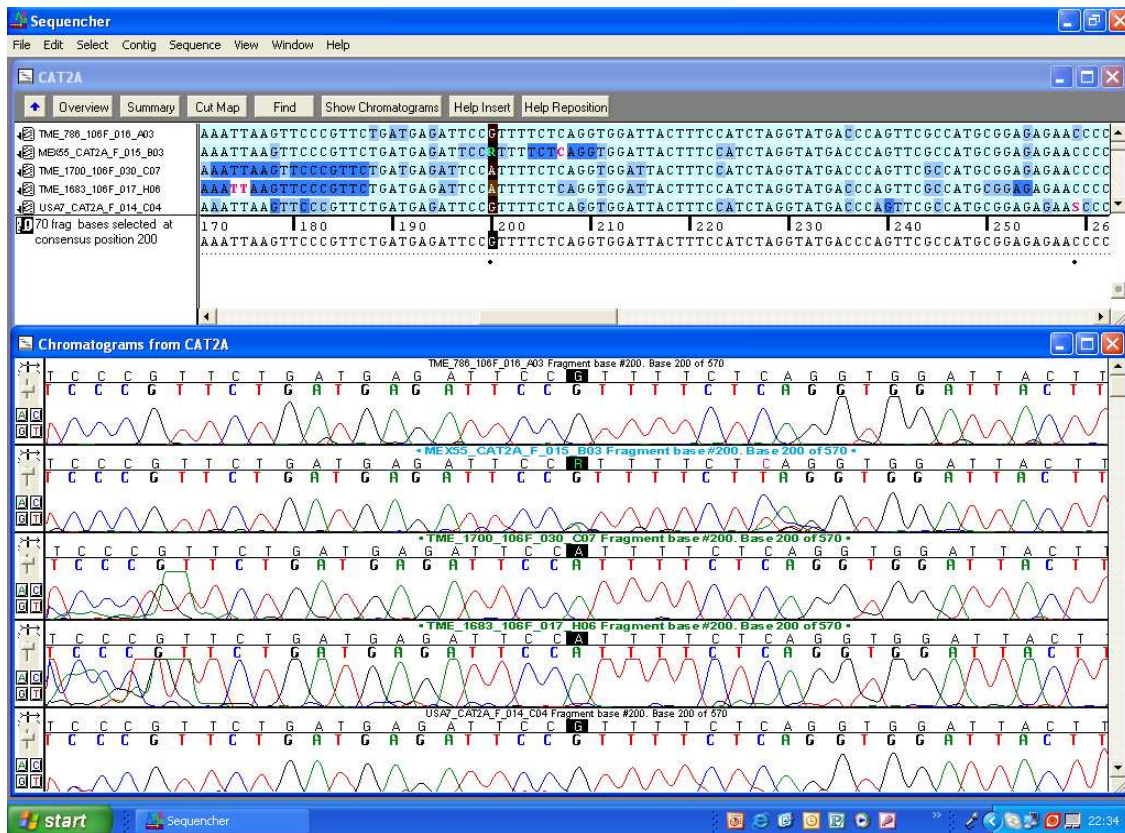 Sequencher
File Edit Select Contig Sequence View Window Help
CAT2A
Overview Summary Cut Map Find Show Chromatograms Help Insert Help Reposition
TME_786_106F_016_A03 AAATTAAGTTCCCGTTCTGATGAGATTCCGTTTTCTCAGGTGGATTACTTTCCATCTAGGTATGACCCAGTTCGCCATGCGGAGAGAACCCC
MEX55_CAT2A_F_015_B03 AAATTAAGTTCCCGTTCTGATGAGATTCCRTTTTCTCAGGTGGATTACTTTCCATCTAGGTATGACCCAGTTCGCCATGCGGAGAGAACCCC
TME_1700_106F_030_C07 AAATTAAGTTCCCGTTCTGATGAGATTCCATTTTCTCAGGTGGATTACTTTCCATCTAGGTATGACCCAGTTCGCCATGCGGAGAGAACCCC
TME_1683_106F_017_H06 AAATTAAGTTCCCGTTCTGATGAGATTCCATTTTCTCAGGTGGATTACTTTCCATCTAGGTATGACCCAGTTCGCCATGCGGAGAGAACCCC
USA7_CAT2A_F_014_C04 AAATTAAGTTCCCGTTCTGATGAGATTCCGTTTTCTCAGGTGGATTACTTTCCATCTAGGTATGACCCAGTTCGCCATGCGGAGAGAASCCC
70 frag bases selected at 170 180 190 200 210 220 230 240 250 26
consensus position 200 AAATTAAGTTCCCGTTCTGATGAGATTCCGTTTTCTCAGGTGGATTACTTTCCATCTAGGTATGACCCAGTTCGCCATGCGGAGAGAACCCC
Chromatograms from CAT2A
TME_786_106F_016_A03 Fragment base #200. Base 200 of 570
T C C C G T T C T G A T G A G A T T C C G T T T T C T C A G G T G G A T T A C T T
T C C C G T T C T G A T G A G A T T C C G T T T T C T C A G G T G G A T T A C T T
A C
G T
MEX55_CAT2A_F_015_B03 Fragment base #200. Base 200 of 570
T C C C G T T C T G A T G A G A T T C C R T T T T C T C A G G T G G A T T A C T T
T C C C G T T C T G A T G A G A T T C C G T T T T C T T A G G T G G A T T A C T T
A C
G T
TME_1700_106F_030_C07 Fragment base #200. Base 200 of 570
T C C C G T T C T G A T G A G A T T C C A T T T T C T C A G G T G G A T T A C T T
T C C C G T T C T G A T G A G A T T C C A T T T T C T C A G G T G G A T T A C T T
A C
G T
TME_1683_106F_017_H06 Fragment base #200. Base 200 of 570
T C C C G T T C T G A T G A G A T T C C A T T T T C T C A G G T G G A T T A C T T
T C C C G T T C T G A T G A G A T T C C A T T T T C T C A G G T G G A T T A C T T
A C
G T
USA7_CAT2A_F_014_C04 Fragment base #200. Base 200 of 570
T C C C G T T C T G A T G A G A T T C C G T T T T C T C A G G T G G A T T A C T T
T C C C G T T C T G A T G A G A T T C C G T T T T C T C A G G T G G A T T A C T T
A C
G T
start Sequencher 22:34